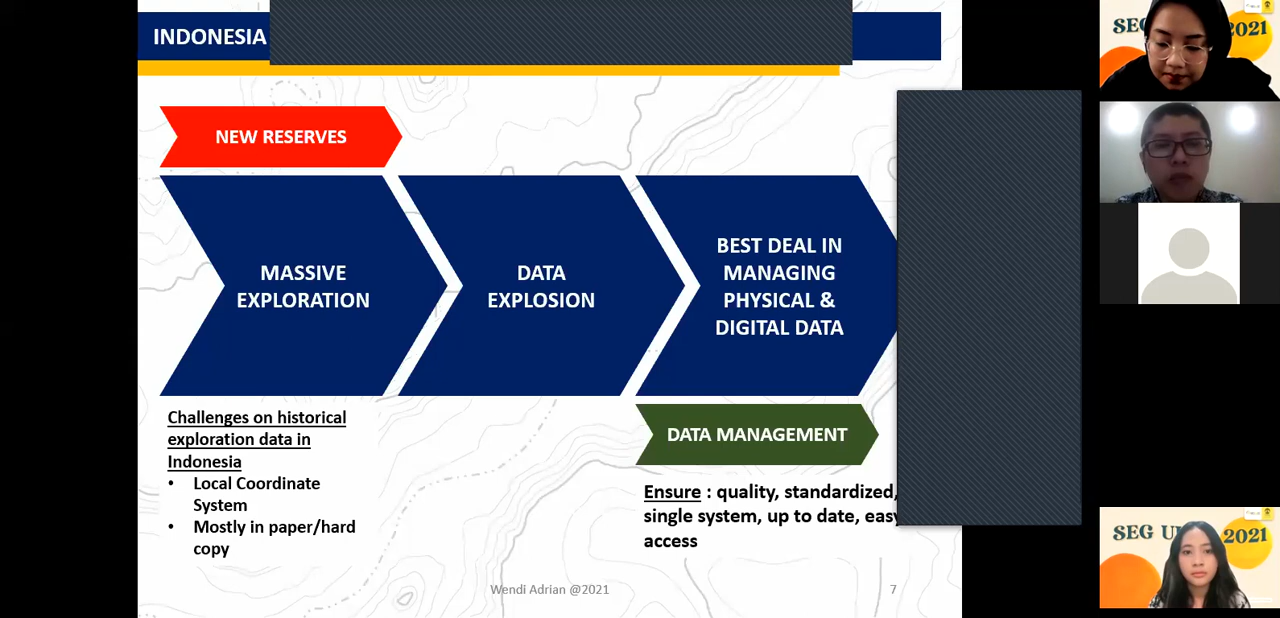 INDONESIA
NEW RESERVES
MASSIVE
EXPLORATION
DATA
EXPLOSION
BEST DEAL IN
MANAGING
PHYSICAL &
DIGITAL DATA
Challenges on historical
exploration data in
Indonesia
• Local Coordinate
System
• Mostly in paper/hard
copy
DATA MANAGEMENT
Ensure : quality, standardized,
single system, up to date, easy
access
Wendi Adrian @2021
7
2021
SEG
2021